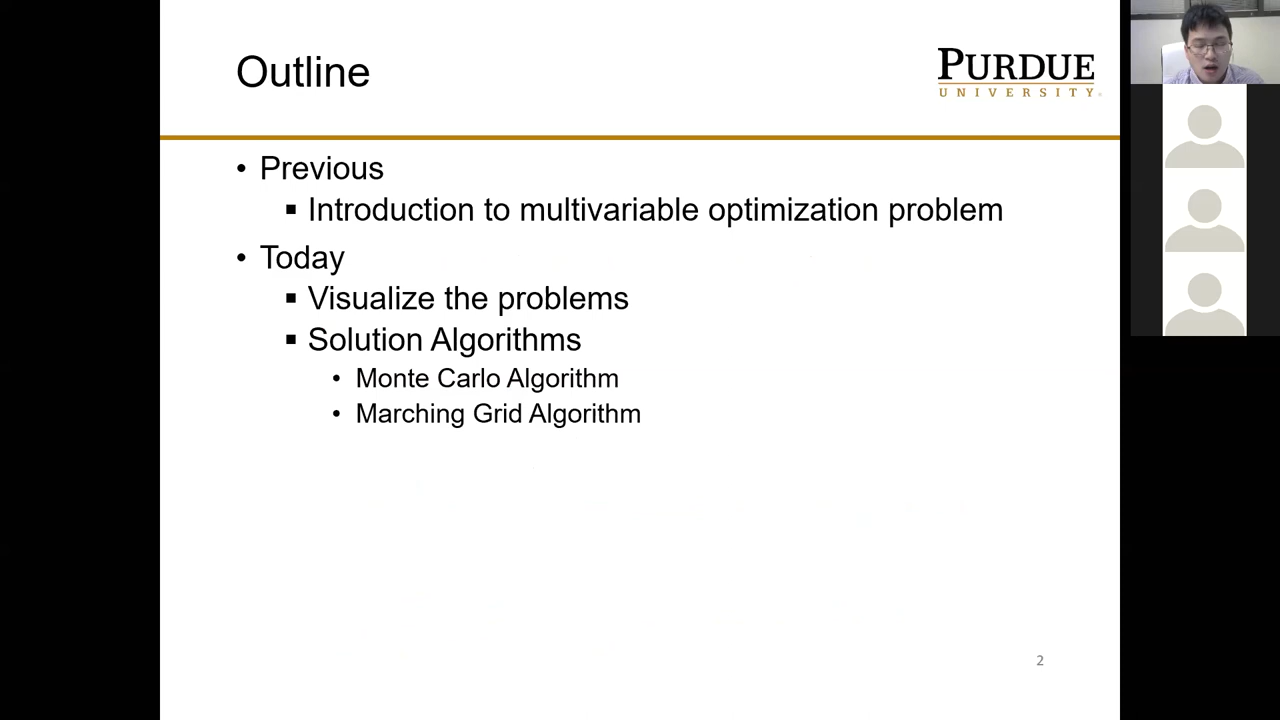 Outline
PURDUE
UNIVERSITY
• Previous
▪ Introduction to multivariable optimization problem
• Today
▪ Visualize the problems
▪ Solution Algorithms
• Monte Carlo Algorithm
• Marching Grid Algorithm
2